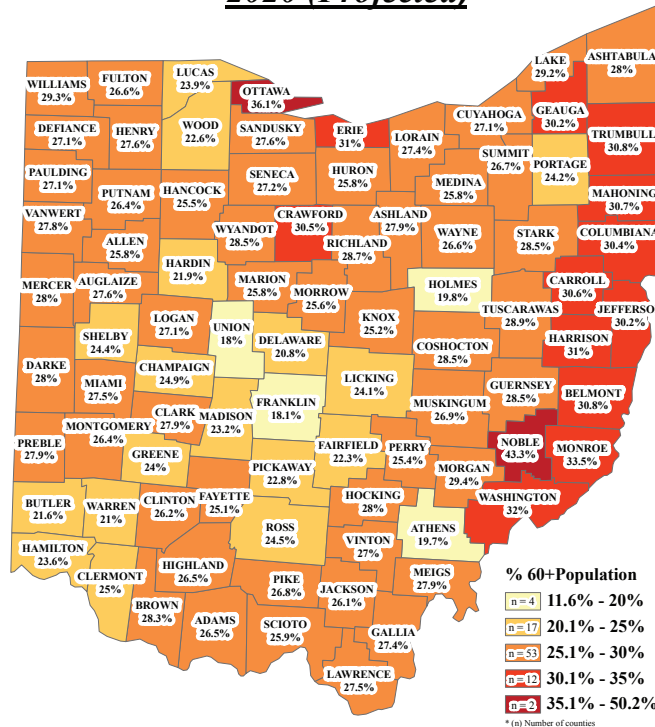 2020 (Projected)
LUCAS
23.9%
FULTON
26.6%
WILLIAMS
29.3%
OTTAWA
36.1%
LAKE
29.2%
ASHTABULA
28%
GEAUGA
30.2%
CUYAHOGA
27.1%
DEFIANCE
27.1%
HENRY
27.6%
WOOD
22.6%
SANDUSKY
27.6%
ERIE
31%
LORAIN
27.4%
TRUMBULL
30.8%
SUMMIT
26.7%
PORTAGE
24.2%
PAULDING
27.1%
PUTNAM
26.4%
HANCOCK
25.5%
SENECA
27.2%
HURON
25.8%
MEDINA
25.8%
MAHONING
30.7%
VANWERT
27.8%
ALLEN
25.8%
WYANDOT
28.5%
CRAWFORD
30.5%
RICHLAND
28.7%
ASHLAND
27.9%
WAYNE
26.6%
STARK
28.5%
COLUMBIANA
30.4%
HARDIN
21.9%
MERCER
28%
AUGLAIZE
27.6%
MARION
25.8%
MORROW
25.6%
HOLMES
19.8%
CARROLL
30.6%
JEFFERSO
30.2%
TUSCARAWAS
28.9%
LOGAN
27.1%
UNION
18%
KNOX
25.2%
SHELBY
24.4%
DELAWARE
20.8%
COSHOCTON
28.5%
HARRISON
31%
DARKE
28%
MIAMI
27.5%
CHAMPAIGN
24.9%
LICKING
24.1%
GUERNSEY
28.5%
BELMONT
30.8%
FRANKLIN
18.1%
MUSKINGUM
26.9%
CLARK
27.9%
MADISON
23.2%
MONTGOMERY
26.4%
PREBLE
27.9%
GREENE
24%
FAIRFIELD
22.3%
PERRY
25.4%
NOBLE
43.3%
MONROE
33.5%
PICKAWAY
22.8%
MORGAN
29.4%
BUTLER
21.6%
WARREN
21%
CLINTON
26.2%
FAYETTE
25.1%
HOCKING
28%
WASHINGTON
32%
ATHENS
19.7%
ROSS
24.5%
HAMILTON
23.6%
CLERMONT
25%
HIGHLAND
26.5%
VINTON
27%
MEIGS
27.9%
PIKE
26.8%
JACKSON
26.1%
BROWN
28.3%
ADAMS
26.5%
SCIOTO
25.9%
GALLIA
27.4%
LAWRENCE
27.5%
% 60+Population
n = 4 11.6% - 20%
n = 17 20.1% - 25%
n = 53 25.1% - 30%
n = 12 30.1% - 35%
n = 2 35.1% - 50.2%
* (n) Number of counties